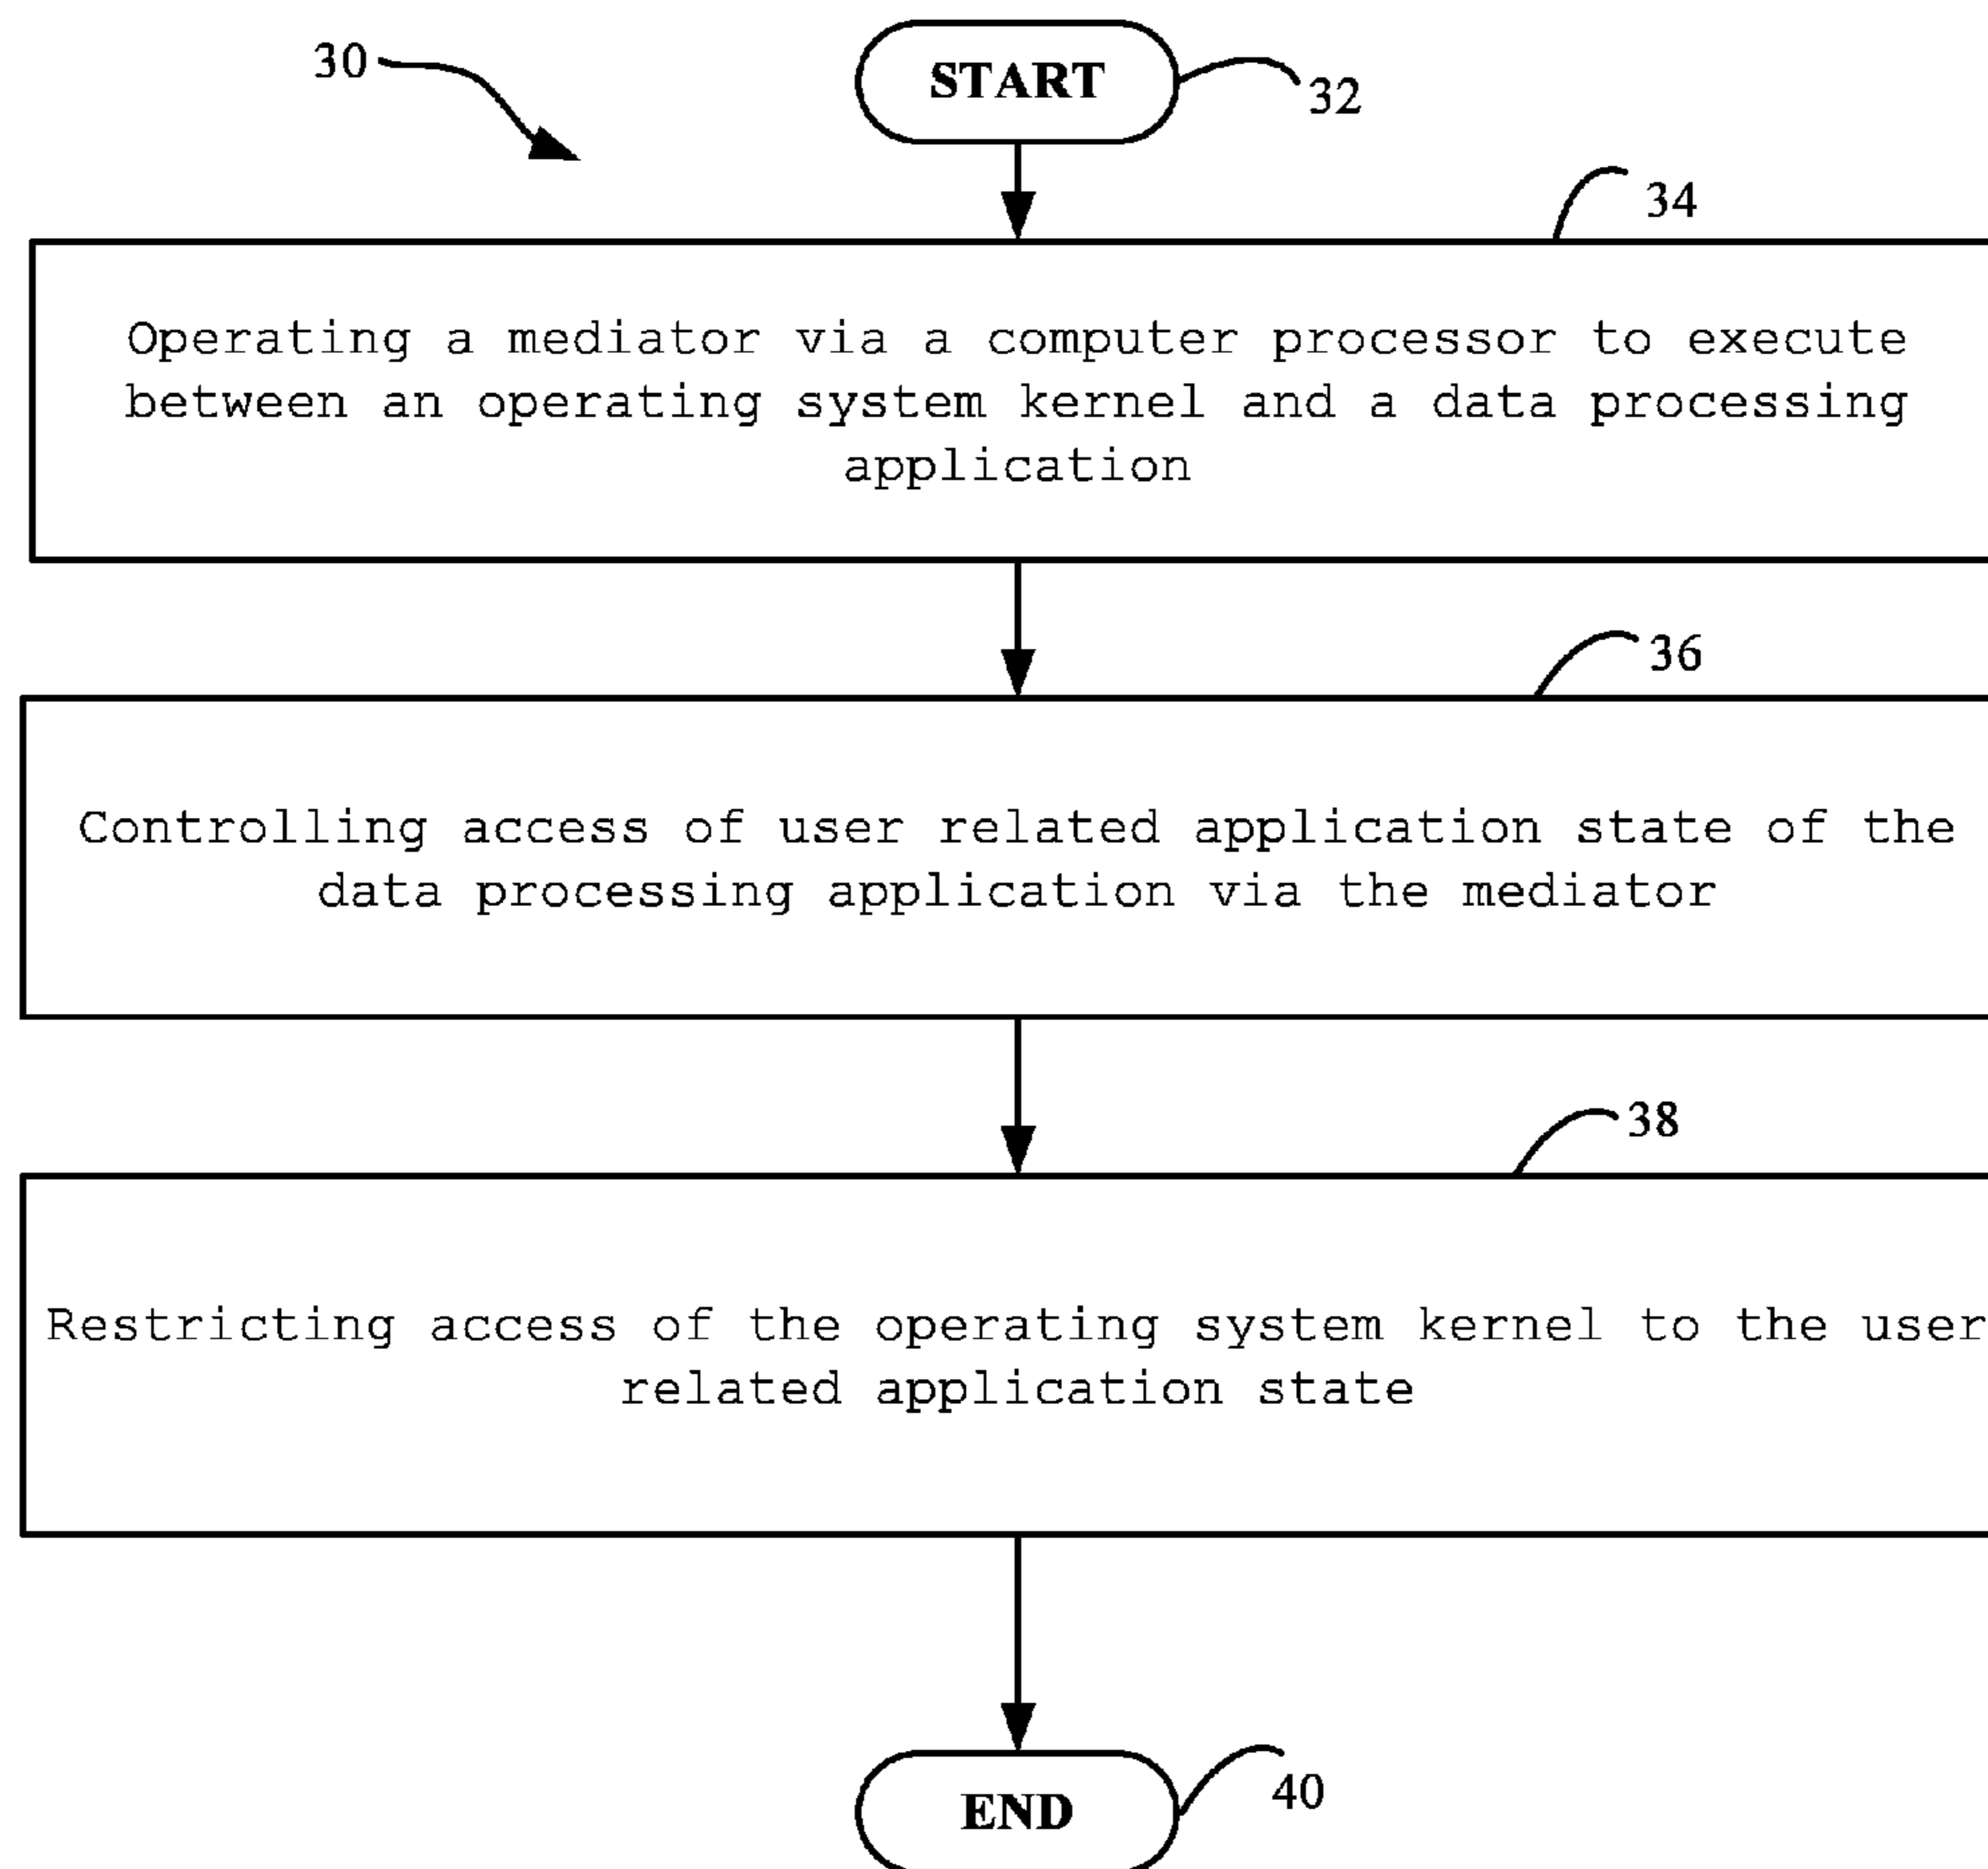 30
START
32
34
Operating a mediator via a computer processor to execute
between an operating system kernel and a data processing
application
36
Controlling access of user related application state of the
data processing application via the mediator
38
Restricting access of the operating system kernel to the user
related application state
END
40